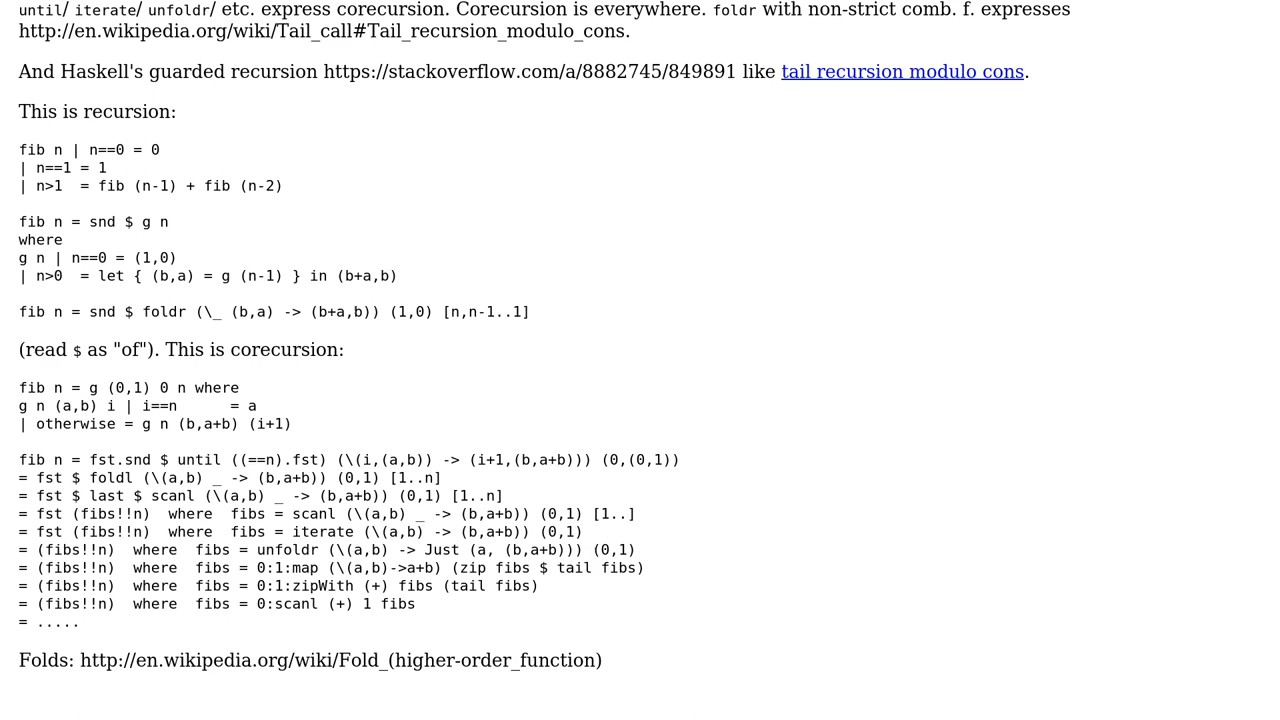 until/ iterate/ unfoldr/ etc. express corecursion. Corecursion is everywhere. foldr with non-strict comb. f. expresses
http://en.wikipedia.org/wiki/Tail_call#Tail_recursion_modulo_cons.
And Haskell's guarded recursion https://stackoverflow.com/a/8882745/849891 like tail recursion modulo cons.
This is recursion:
fib n | n==0 = 0
| n==1 = 1
| n>1  = fib (n-1) + fib (n-2)
fib n = snd $ g n
where
g n | n==0 = (1,0)
| n>0  = let { (b,a) = g (n-1) } in (b+a,b)
fib n = snd $ foldr (\_ (b,a) -> (b+a,b)) (1,0) [n,n-1..1]
(read $ as "of"). This is corecursion:
fib n = g (0,1) 0 n where
g n (a,b) i | i==n      = a
| otherwise = g n (b,a+b) (i+1)
fib n = fst.snd $ until ((==n).fst) (\(i,(a,b)) -> (i+1,(b,a+b))) (0,(0,1))
= fst $ foldl (\(a,b) _ -> (b,a+b)) (0,1) [1..n]
= fst $ last $ scanl (\(a,b) _ -> (b,a+b)) (0,1) [1..n]
= fst (fibs!!n)  where  fibs = scanl (\(a,b) _ -> (b,a+b)) (0,1) [1..]
= fst (fibs!!n)  where  fibs = iterate (\(a,b) -> (b,a+b)) (0,1)
= (fibs!!n)  where  fibs = unfoldr (\(a,b) -> Just (a, (b,a+b))) (0,1)
= (fibs!!n)  where  fibs = 0:1:map (\(a,b)->a+b) (zip fibs $ tail fibs)
= (fibs!!n)  where  fibs = 0:1:zipWith (+) fibs (tail fibs)
= (fibs!!n)  where  fibs = 0:scanl (+) 1 fibs
= .....
Folds: http://en.wikipedia.org/wiki/Fold_(higher-order_function)